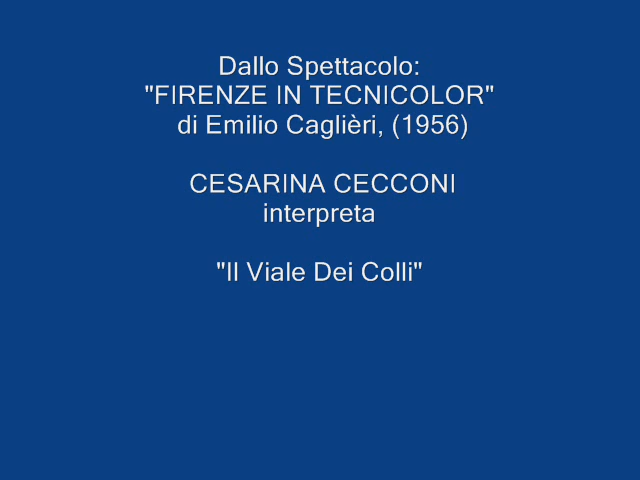 Dallo Spettacolo:
"FIRENZE IN TECNICOLOR"
di Emilio Caglièri, (1956)
CESARINA CECCONI
interpreta
"Il Viale Dei Colli"